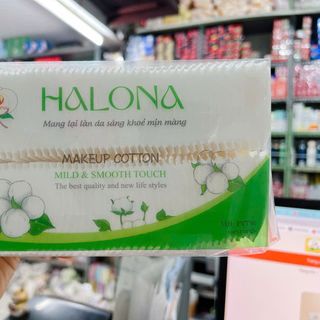 HALONA
Mang lại làn da sáng khoẻ mịn màng
MAKEUP COTTON
MILD & SMOOTH TOUCH
The best quality and new life styles